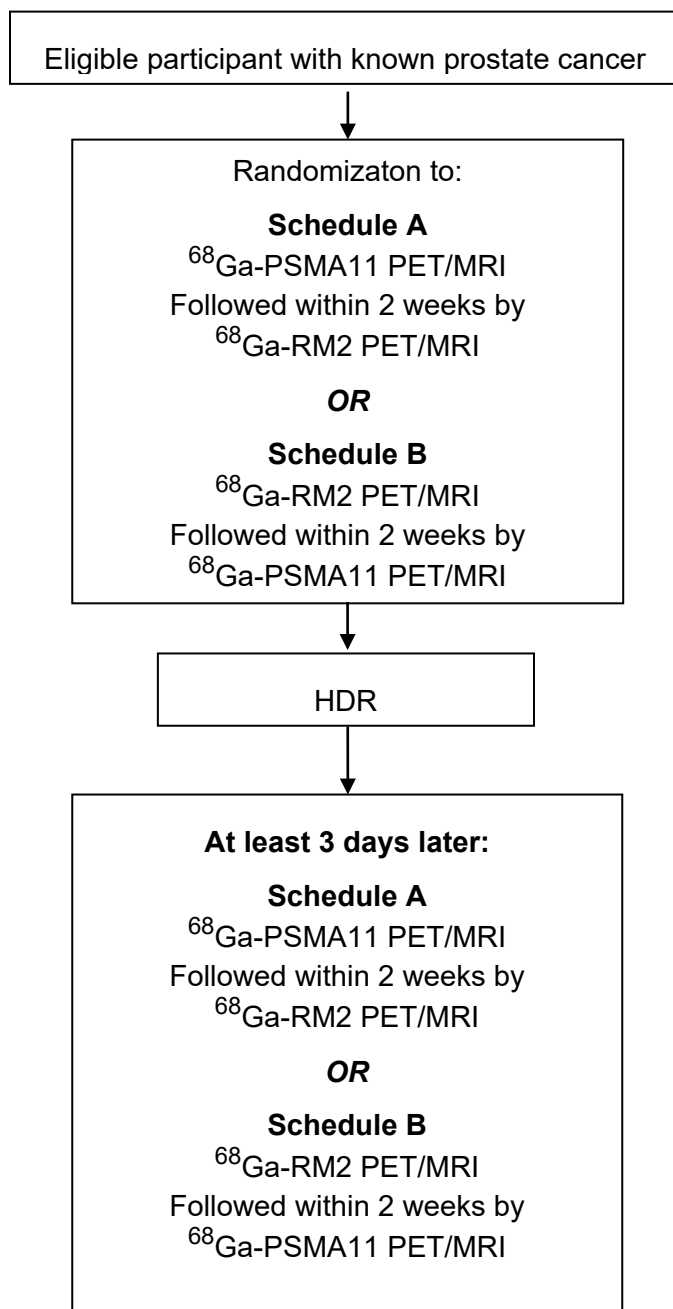 Eligible participant with known prostate cancer
Randomizaton to:
Schedule A
⁶⁸Ga-PSMA11 PET/MRI
Followed within 2 weeks by
⁶⁸Ga-RM2 PET/MRI
OR
Schedule B
⁶⁸Ga-RM2 PET/MRI
Followed within 2 weeks by
⁶⁸Ga-PSMA11 PET/MRI
HDR
At least 3 days later:
Schedule A
⁶⁸Ga-PSMA11 PET/MRI
Followed within 2 weeks by
⁶⁸Ga-RM2 PET/MRI
OR
Schedule B
⁶⁸Ga-RM2 PET/MRI
Followed within 2 weeks by
⁶⁸Ga-PSMA11 PET/MRI